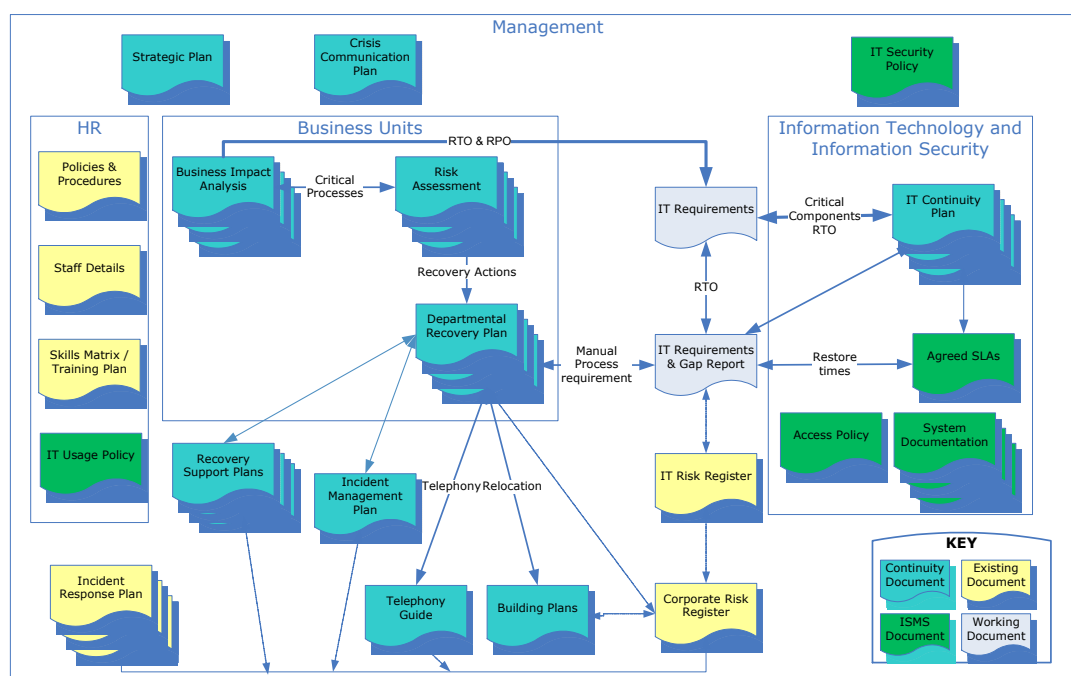 Management
Strategic Plan
Crisis
Communication
Plan
IT Security
Policy
HR
Policies &
Procedures
Staff Details
Skills Matrix /
Training Plan
IT Usage Policy
Business Units
RTO & RPO
Business Impact
Analysis
Critical
Processes
Risk
Assessment
Recovery Actions
Departmental
Recovery Plan
Manual
Process
requirement
IT Requirements
RTO
IT Requirements
& Gap Report
Information Technology and
Information Security
Critical
Components
RTO
IT Continuity
Plan
Restore
times
Agreed SLAs
Access Policy
System
Documentation
Recovery
Support Plans
Incident
Management
Plan
Telephony
Relocation
IT Risk Register
Incident
Response Plan
Telephony
Guide
Building Plans
Corporate Risk
Register
KEY
Continuity
Document
Existing
Document
ISMS
Document
Working
Document